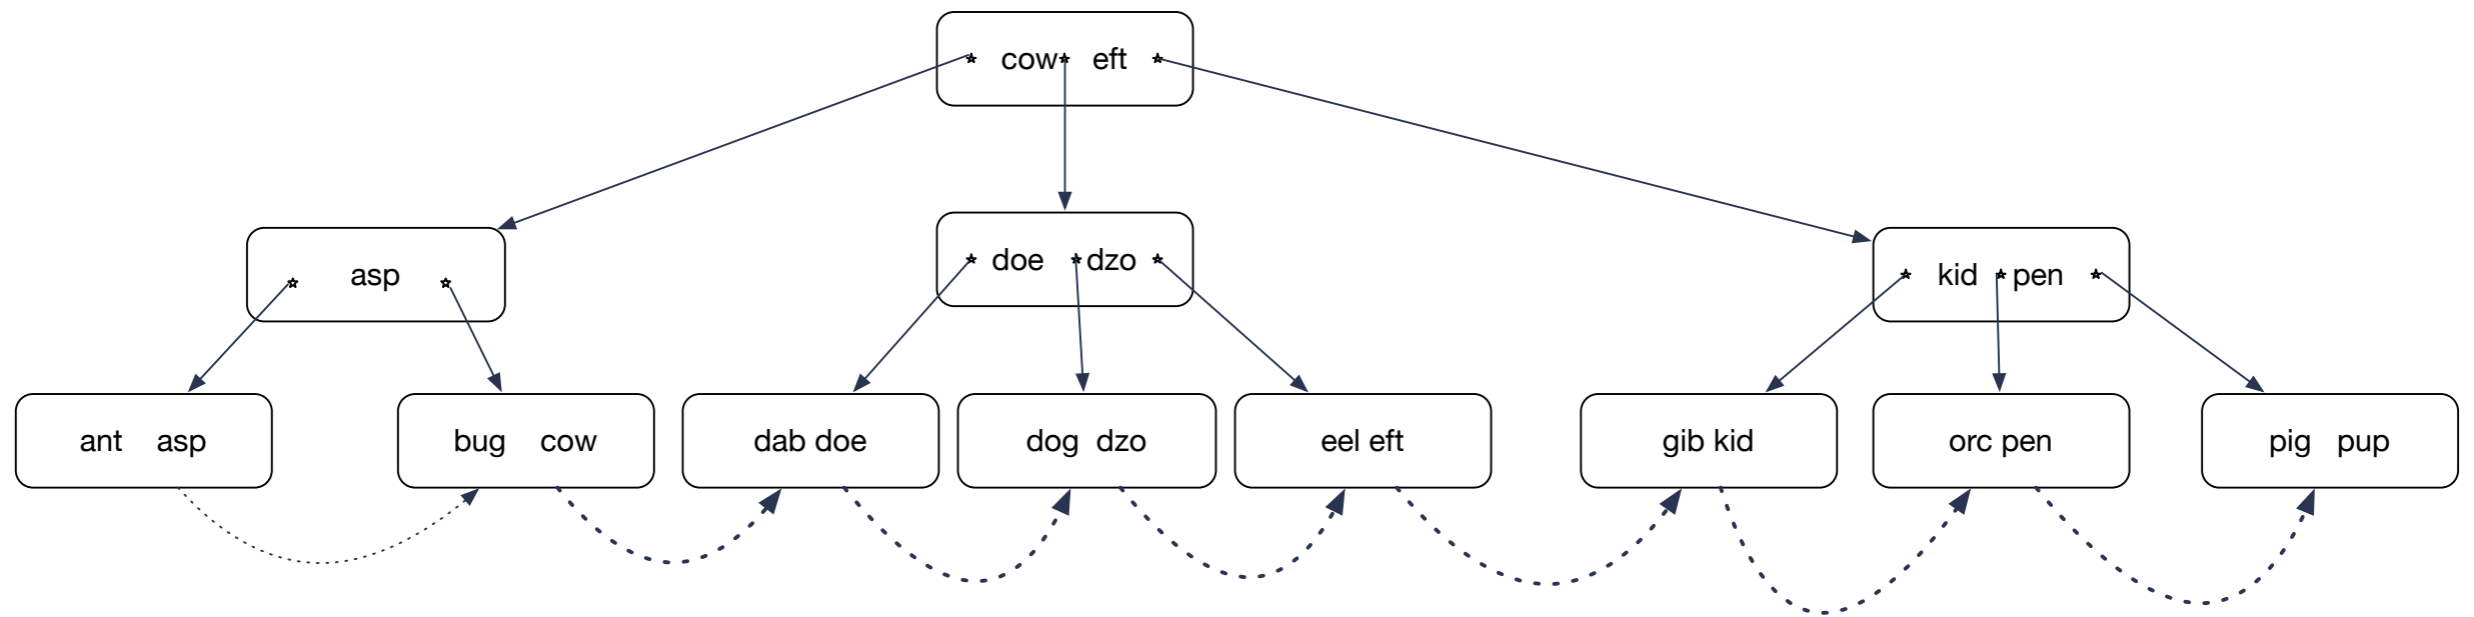 cow eft
asp
doe dzo
kid pen
ant asp
bug cow
dab doe
dog dzo
eel eft
gib kid
orc pen
pig pup